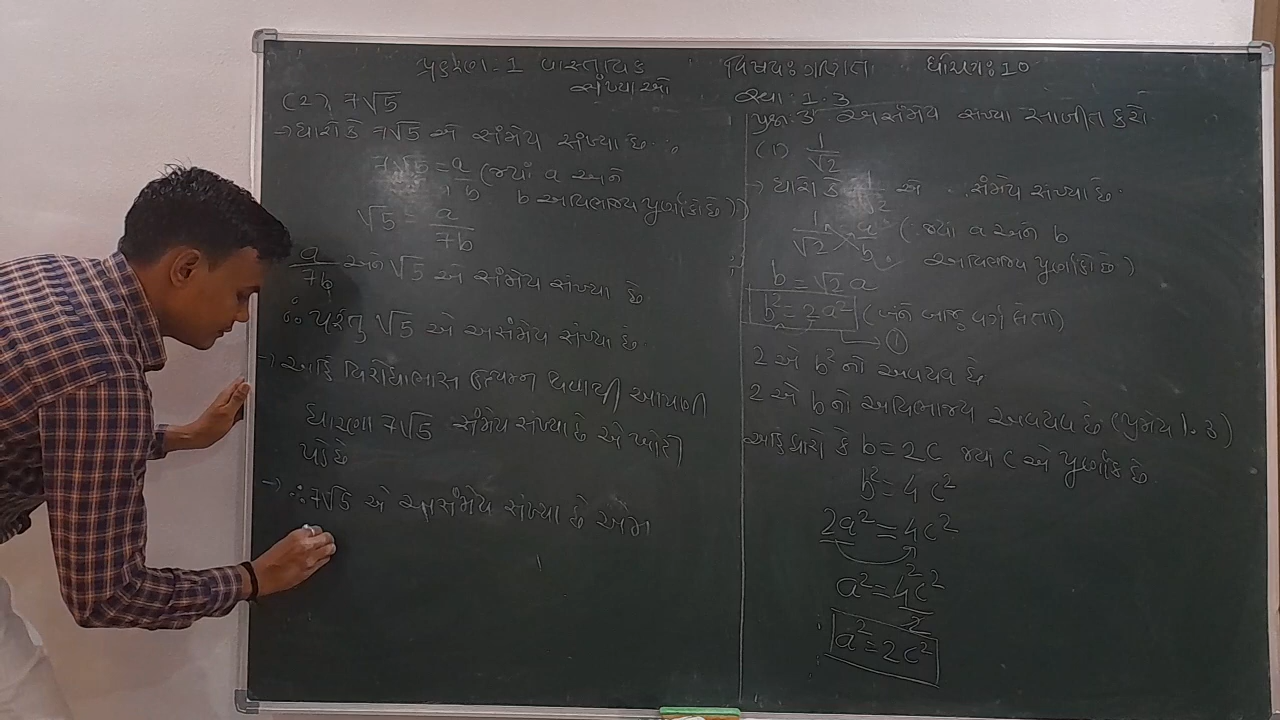 પ્રકરણ-1 વાસ્તવિક સંખ્યાઓ વિષય: ગણિત ધોરણ: 10
સ્વા: 1.3
પ્રશ્ન: 3 અસંમેય સંખ્યા સાબીત કરો.
(1) 1/√2
→ ધારો કે 1/√2 એ સંમેય સંખ્યા છે.
1/√2 = a/b (જ્યાં a અને b
અવિભાજ્ય પૂર્ણાંકો છે)
b = √2 a
b² = 2a² (બંને બાજુ વર્ગ લેતા)
→ ①
2 એ b² નો અવયવ છે
2 એ b નો અવિભાજ્ય અવયવ છે (પ્રમેય 1.3)
અહિં ધારો કે b = 2c જ્યાં c એ પૂર્ણાંક છે.
b² = 4c²
2a² = 4c²
a² = 4c²/2
a² = 2c²
(2) 7√5
→ ધારો કે 7√5 એ સંમેય સંખ્યા છે.
7√5 = a/b (જ્યાં a અને
b અવિભાજ્ય પૂર્ણાંકો છે)
√5 = a/7b
a/7b અને √5 એ સંમેય સંખ્યા છે
∴ પરંતુ √5 એ અસંમેય સંખ્યા છે.
→ અહિં વિરોધાભાસ ઉત્પન્ન થવાથી આપણી
ધારણા 7√5 સંમેય સંખ્યા છે એ ખોટી
પડે છે
→ ∴ 7√5 એ અસંમેય સંખ્યા છે એમ